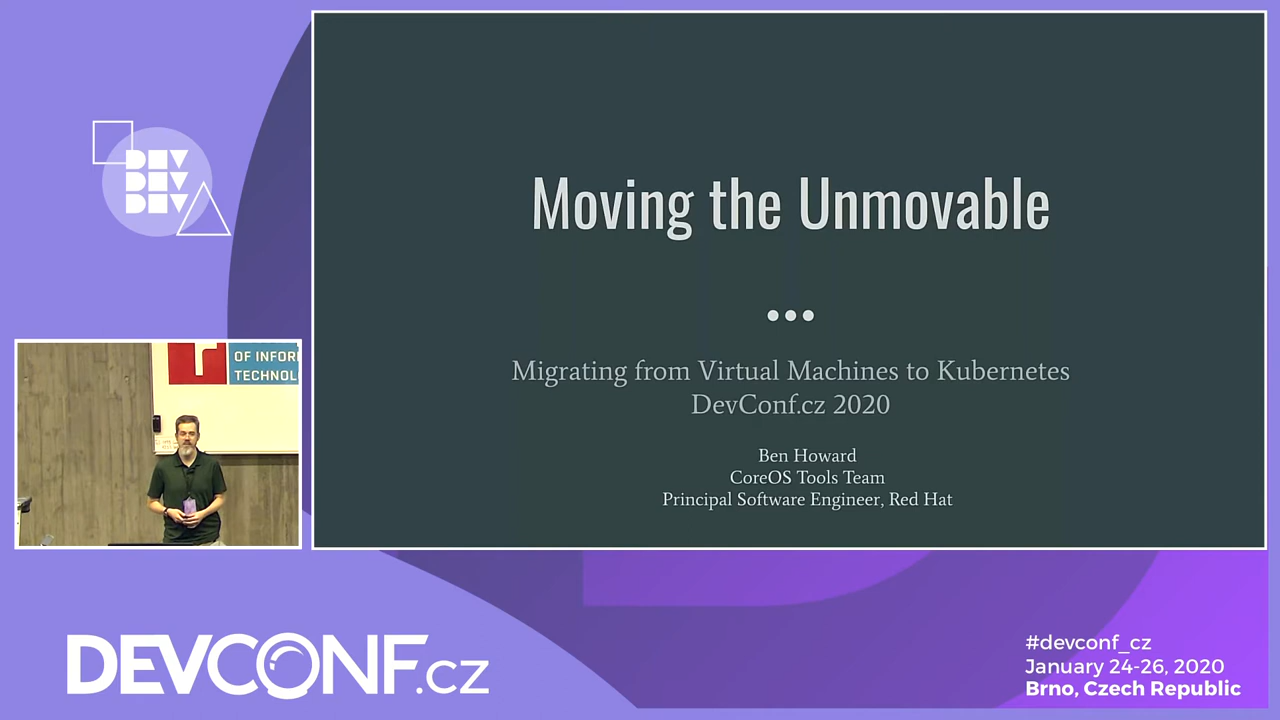 DEV
DEV
DEV
Moving the Unmovable
Migrating from Virtual Machines to Kubernetes
DevConf.cz 2020
Ben Howard
CoreOS Tools Team
Principal Software Engineer, Red Hat
OF INFOR
TECHNOL
DEVCONF.cz
#devconf_cz
January 24-26, 2020
Brno, Czech Republic